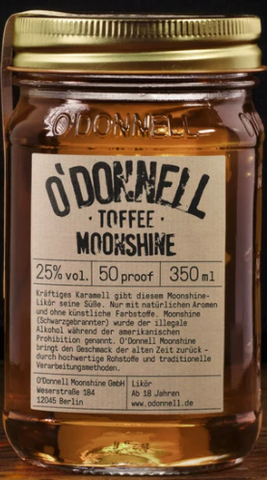 O'DONNELL
O'DONNELL
· TOFFEE ·
MOONSHINE
25% vol. 50 proof 350 ml
Kräftiges Karamell gibt diesem Moonshine-
Likör seine Süße. Nur mit natürlichen Aromen
und ohne künstliche Farbstoffe. Moonshine
(Schwarzgebrannter) wurde der illegale
Alkohol während der amerikanischen
Prohibition genannt. O'Donnell Moonshine
bringt den Geschmack der alten Zeit zurück -
durch hochwertige Rohstoffe und traditionelle
Verarbeitungsmethoden.
O'Donnell Moonshine GmbH
Weserstraße 184
12045 Berlin
Likör
Ab 18 Jahren
www.odonnell.de